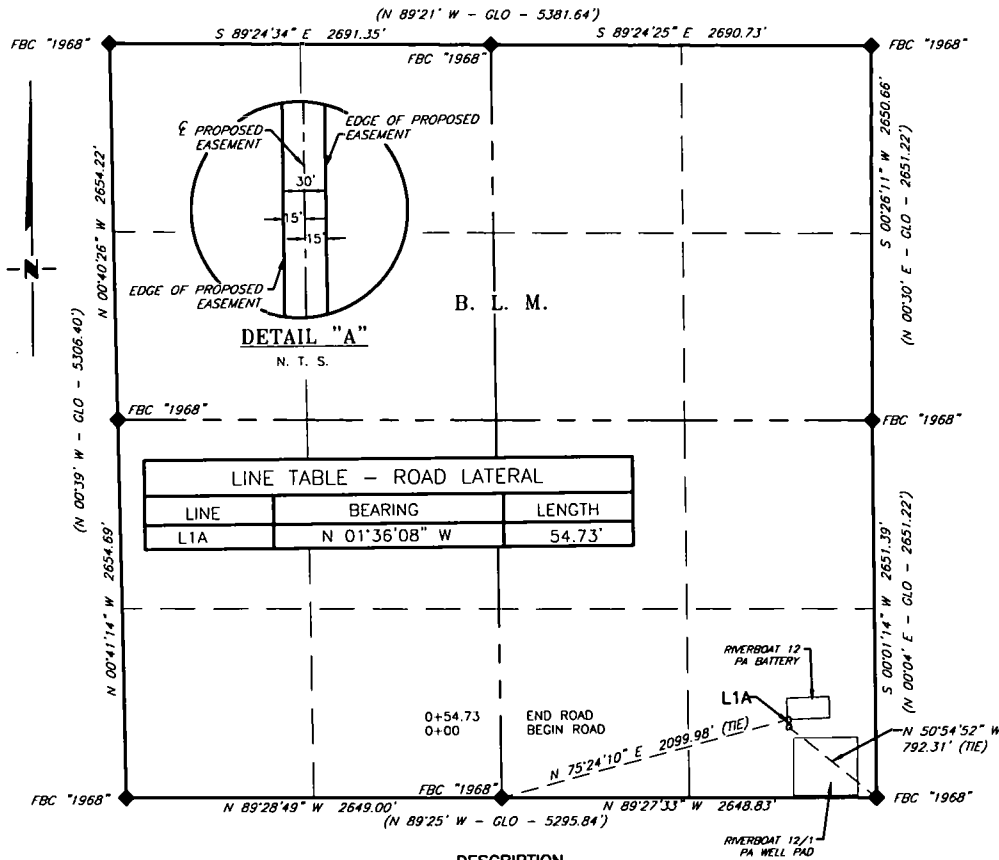 (N 89°21' W - GLO - 5381.64')
S 89°24'34" E 2691.35'
S 89°24'25" E 2690.73'
FBC "1968"
FBC "1968"
FBC "1968"
℄ PROPOSED
EASEMENT
EDGE OF PROPOSED
EASEMENT
30'
15'
15'
EDGE OF PROPOSED
EASEMENT
DETAIL "A"
N. T. S.
B. L. M.
N
N 00°40'26" W 2654.22'
(N 00°39' W - GLO - 5306.40')
S 00°26'11" W 2650.66'
(N 00°30' E - GLO - 2651.22')
FBC "1968"
FBC "1968"
LINE TABLE - ROAD LATERAL
LINE BEARING LENGTH
L1A N 01°36'08" W 54.73'
N 00°41'14" W 2654.69'
S 00°01'14" W 2651.39'
(N 00°04' E - GLO - 2651.22')
RIVERBOAT 12
PA BATTERY
L1A
0+54.73 END ROAD
0+00 BEGIN ROAD
N 75°24'10" E 2099.98' (TIE)
N 50°54'52" W
792.31' (TIE)
FBC "1968"
FBC "1968"
FBC "1968"
N 89°28'49" W 2649.00'
N 89°27'33" W 2648.83'
(N 89°25' W - GLO - 5295.84')
RIVERBOAT 12/1
PA WELL PAD
DESCRIPTION